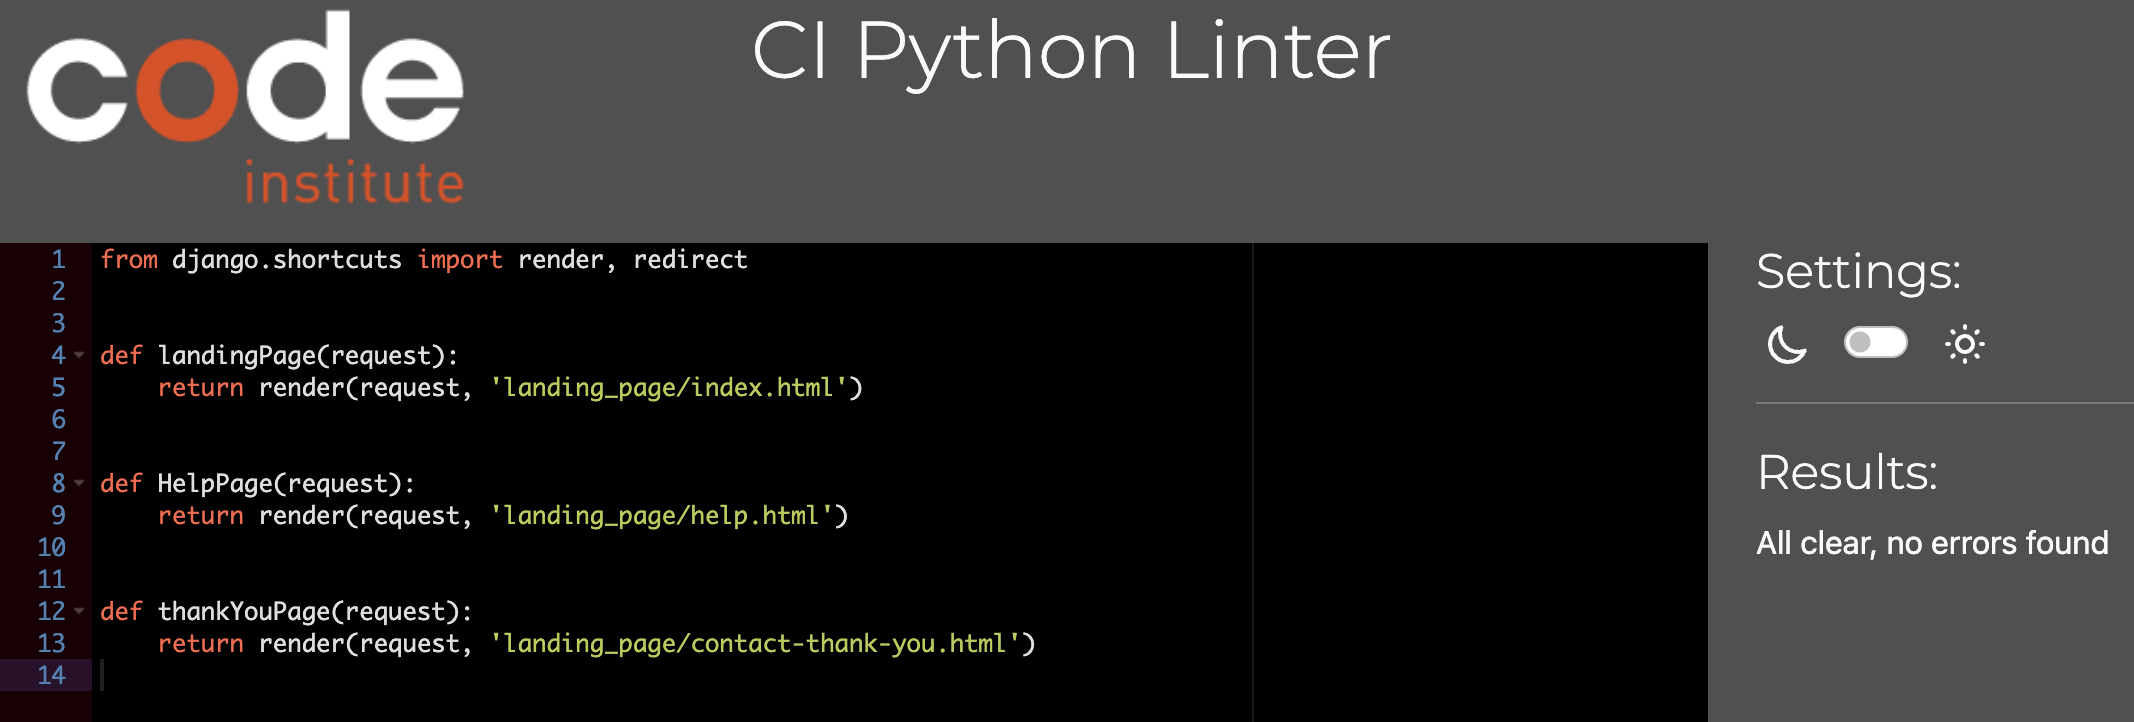 code
institute
CI Python Linter
1 from django.shortcuts import render, redirect
2
3
4 def landingPage(request):
5     return render(request, 'landing_page/index.html')
6
7
8 def HelpPage(request):
9     return render(request, 'landing_page/help.html')
10
11
12 def thankYouPage(request):
13     return render(request, 'landing_page/contact-thank-you.html')
14
Settings:
Results:
All clear, no errors found